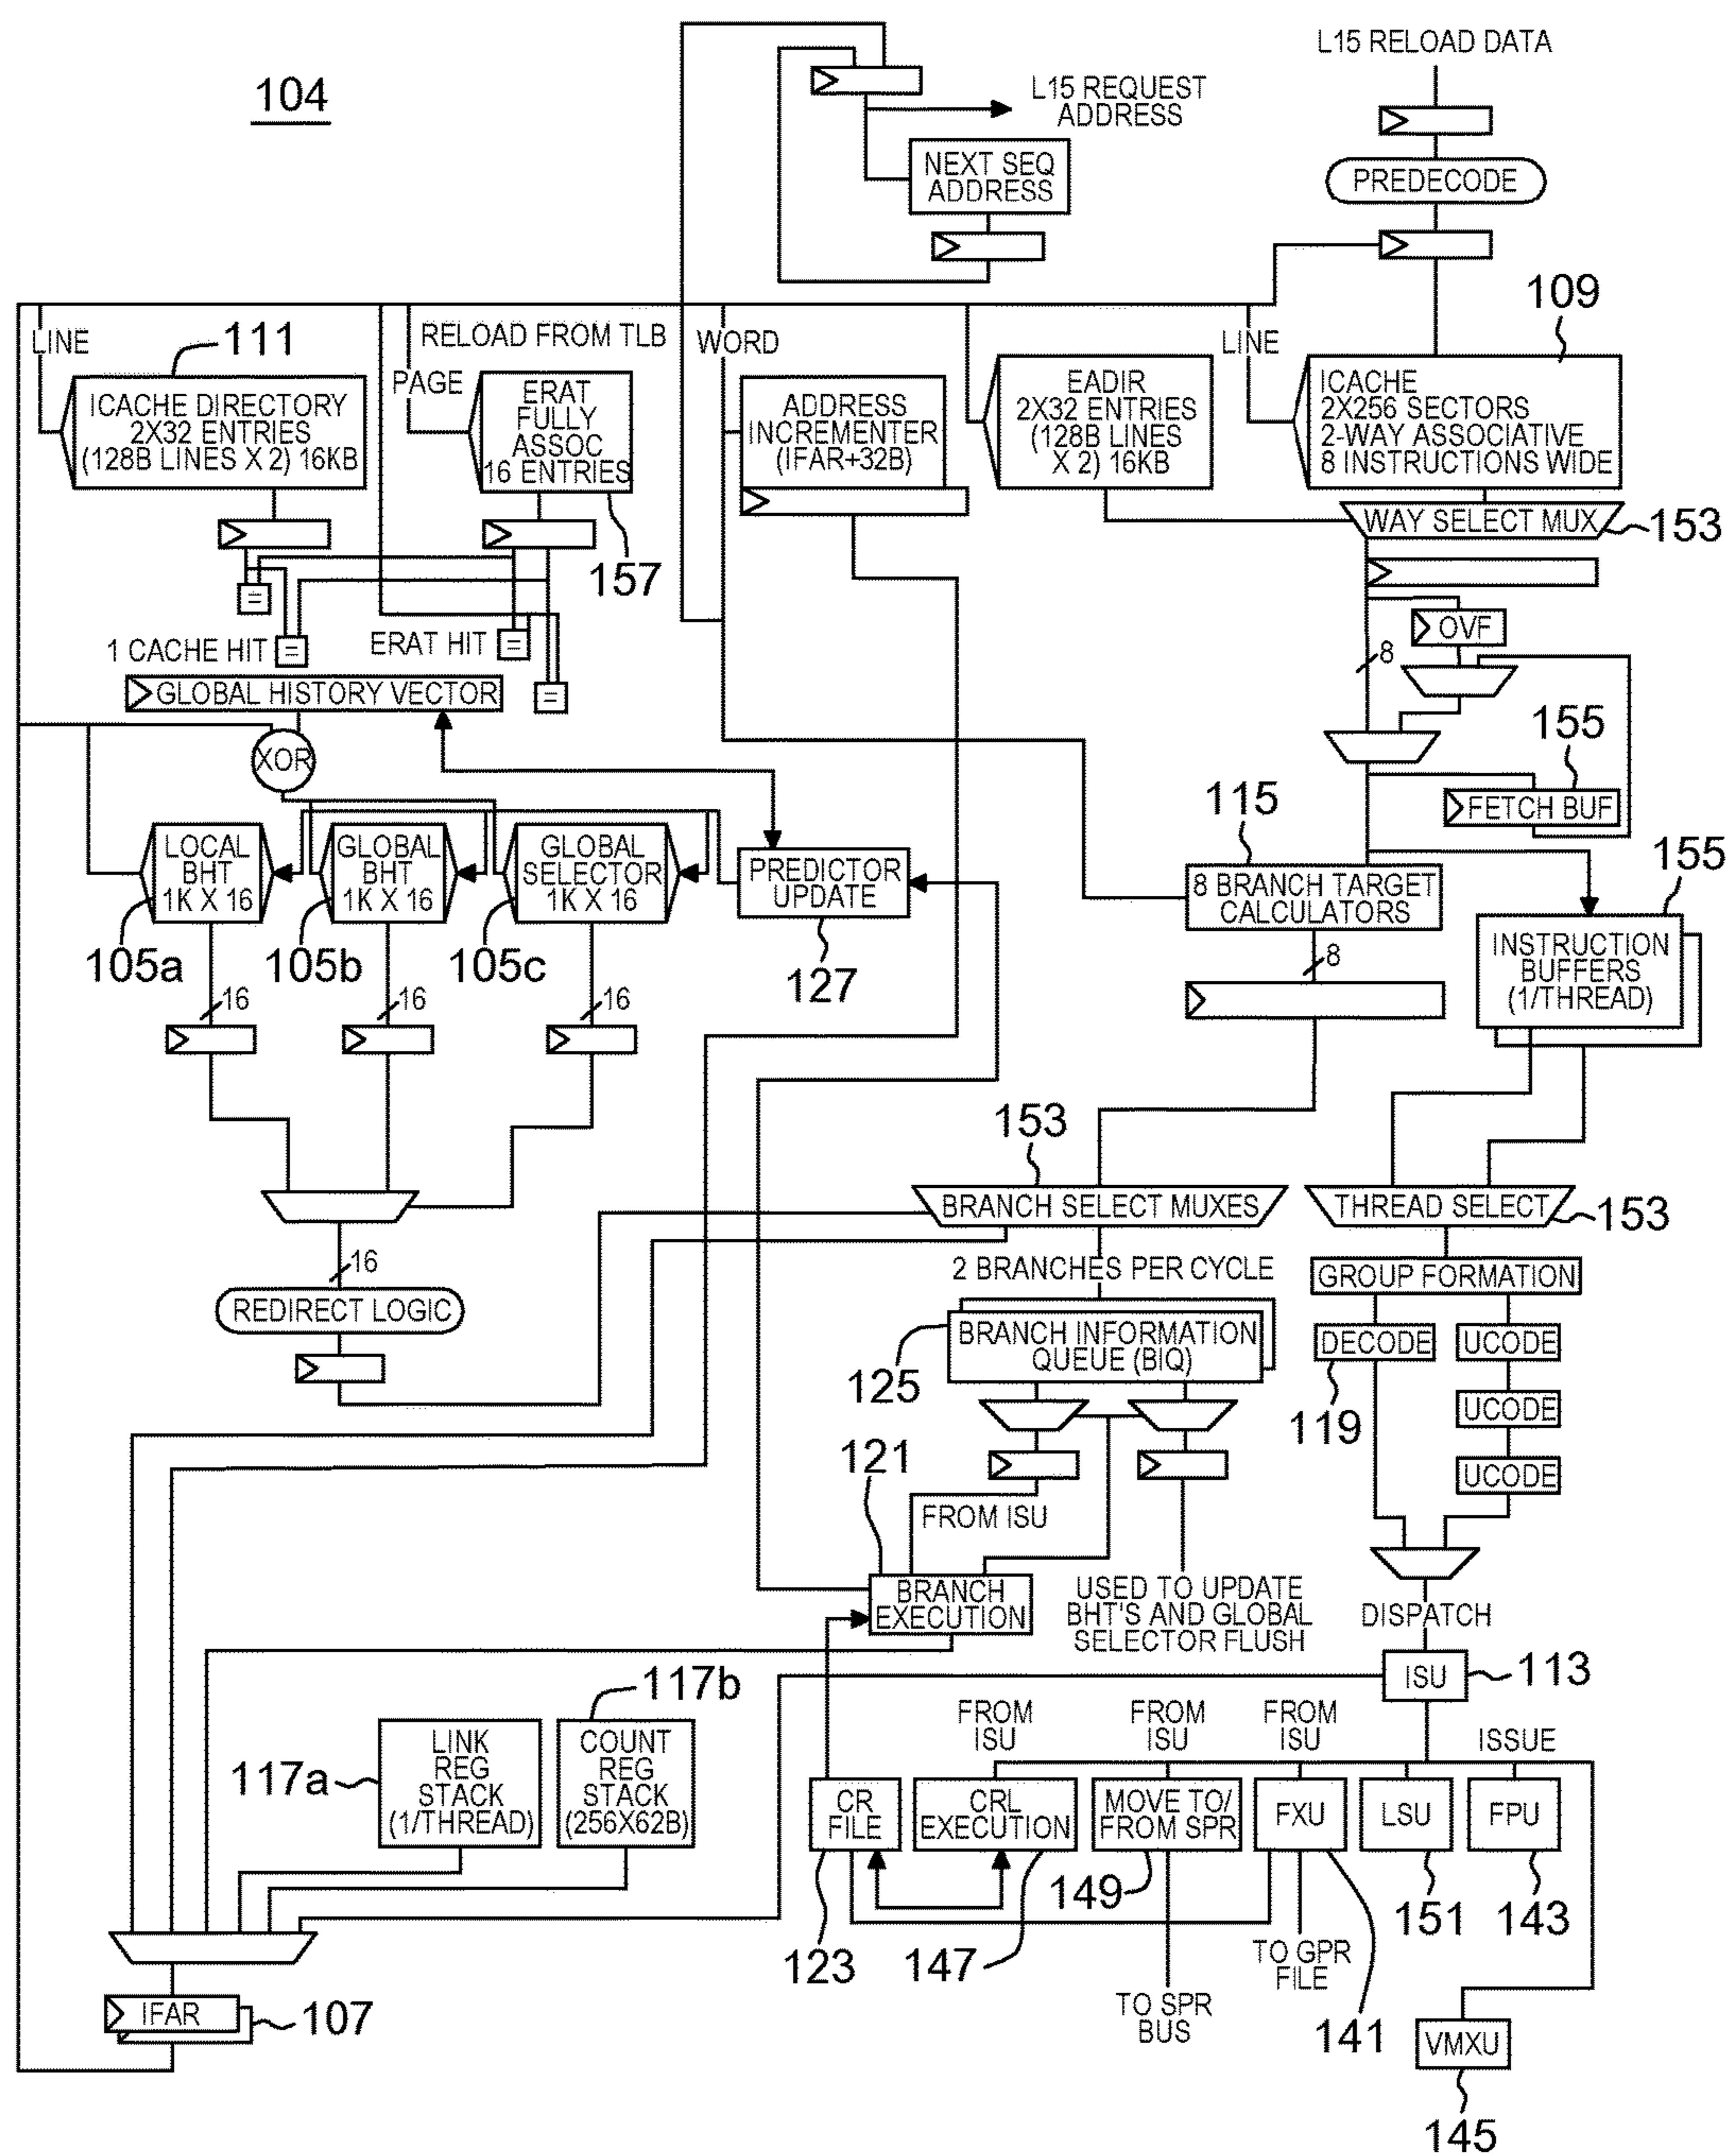 104
L15 RELOAD DATA
L15 REQUEST
ADDRESS
NEXT SEQ
ADDRESS
PREDECODE
109
LINE
111
RELOAD FROM TLB
WORD
LINE
PAGE
ICACHE DIRECTORY
2X32 ENTRIES
(128B LINES X 2) 16KB
ERAT
FULLY
ASSOC
16 ENTRIES
ADDRESS
INCREMENTER
(IFAR+32B)
EADIR
2X32 ENTRIES
(128B LINES
X 2) 16KB
ICACHE
2X256 SECTORS
2-WAY ASSOCIATIVE
8 INSTRUCTIONS WIDE
WAY SELECT MUX
153
157
=
OVF
1 CACHE HIT
=
ERAT HIT
=
8
GLOBAL HISTORY VECTOR
=
XOR
155
FETCH BUF
115
155
LOCAL
BHT
1K X 16
GLOBAL
BHT
1K X 16
GLOBAL
SELECTOR
1K X 16
PREDICTOR
UPDATE
8 BRANCH TARGET
CALCULATORS
105a
105b
105c
127
8
INSTRUCTION
BUFFERS
(1/THREAD)
16
16
16
153
BRANCH SELECT MUXES
THREAD SELECT
153
16
2 BRANCHES PER CYCLE
GROUP FORMATION
REDIRECT LOGIC
BRANCH INFORMATION
QUEUE (BIQ)
125
DECODE
UCODE
119
UCODE
121
UCODE
FROM ISU
BRANCH
EXECUTION
USED TO UPDATE
BHT'S AND GLOBAL
SELECTOR FLUSH
DISPATCH
ISU
113
117b
FROM
ISU
FROM
ISU
FROM
ISU
ISSUE
LINK
REG
STACK
(1/THREAD)
117a
COUNT
REG
STACK
(256X62B)
CR
FILE
CRL
EXECUTION
MOVE TO/
FROM SPR
FXU
LSU
FPU
149
151
143
123
147
TO GPR
FILE
IFAR
107
TO SPR
BUS
141
VMXU
145